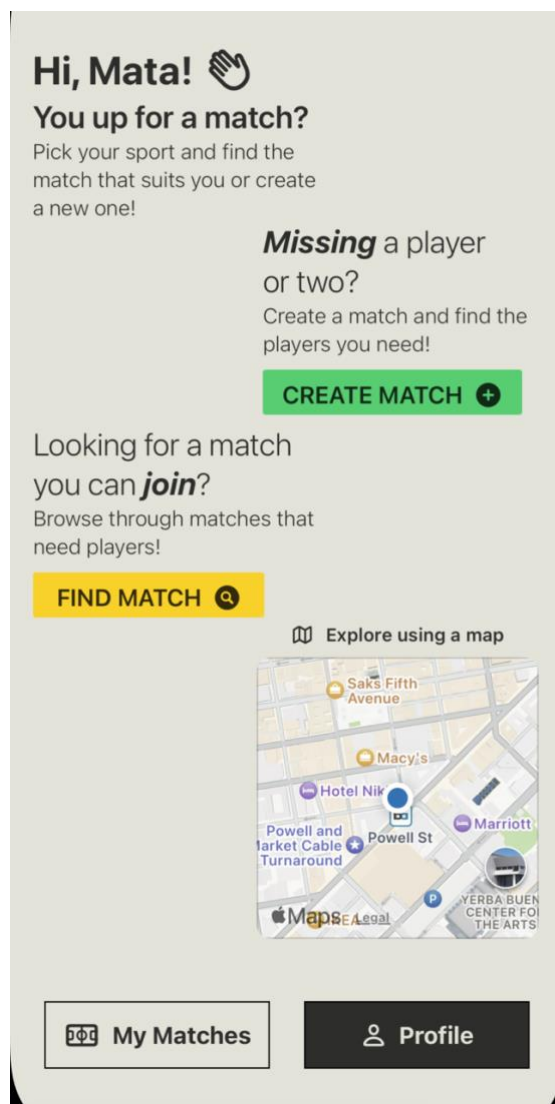 Hi, Mata!
You up for a match?
Pick your sport and find the
match that suits you or create
a new one!
Missing a player
or two?
Create a match and find the
players you need!
CREATE MATCH
Looking for a match
you can join?
Browse through matches that
need players!
FIND MATCH
Explore using a map
Saks Fifth
Avenue
Macy's
Hotel Nik
Powell and
Market Cable
Turnaround
Powell St
Marriott
P
YERBA BUEN
CENTER FO
THE ARTS
Maps
Legal
My Matches
Profile